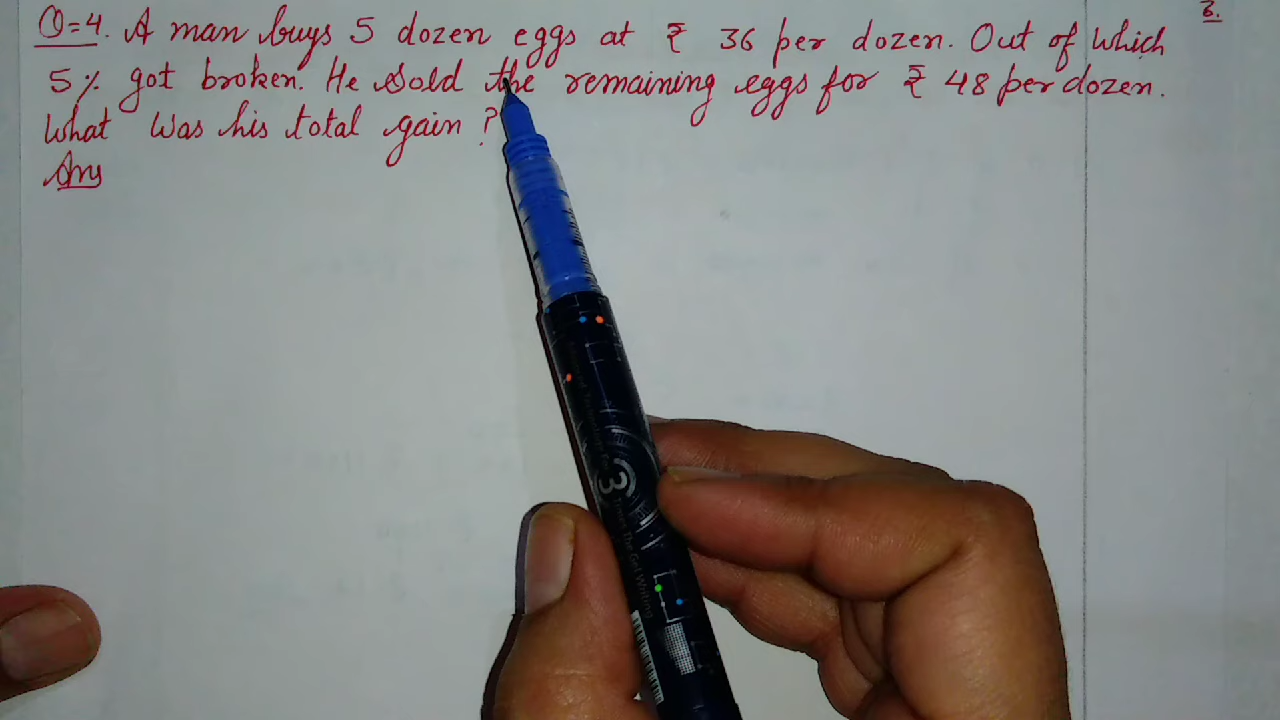 Q=4. A man buys 5 dozen eggs at ₹ 36 per dozen. Out of which
5% got broken. He sold the remaining eggs for ₹ 48 per dozen.
What was his total gain ?
Ans
3